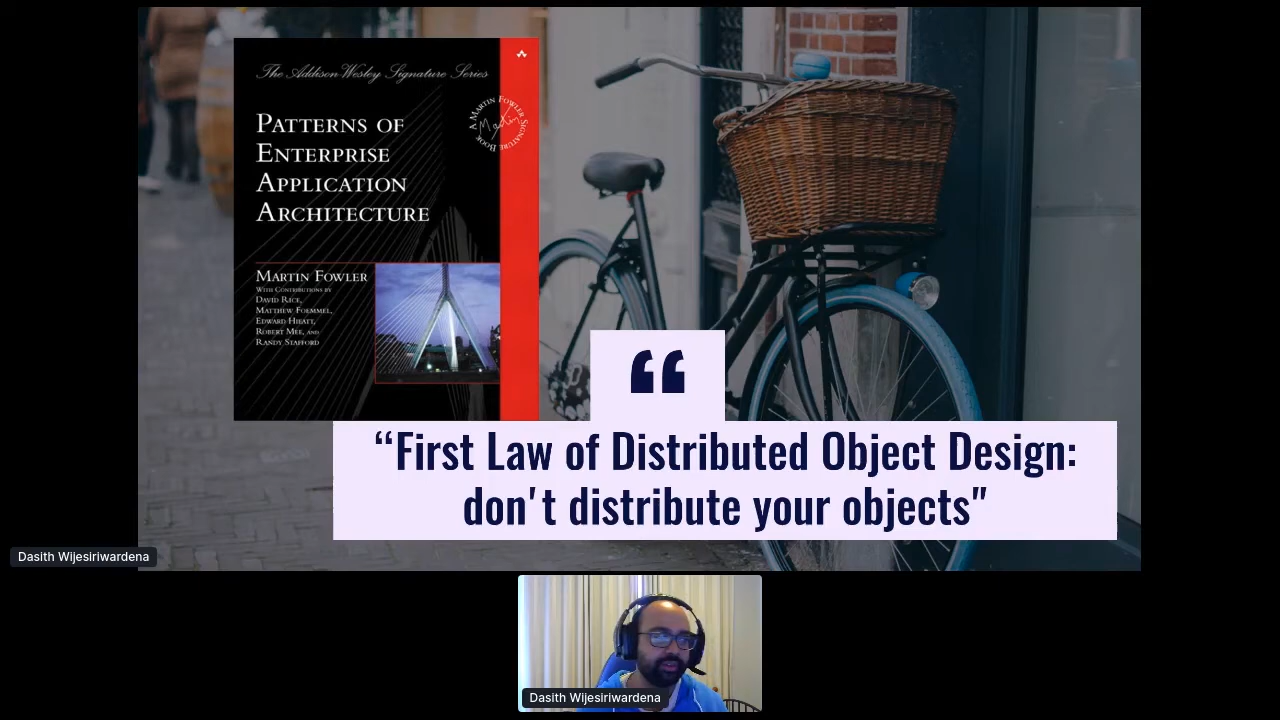 The Addison-Wesley Signature Series
A MARTIN FOWLER SIGNATURE BOOK
Martin
PATTERNS OF
ENTERPRISE
APPLICATION
ARCHITECTURE
MARTIN FOWLER
WITH CONTRIBUTIONS BY
DAVID RICE,
MATTHEW FOEMMEL,
EDWARD HIEATT,
ROBERT MEE, AND
RANDY STAFFORD
“
“First Law of Distributed Object Design:
don't distribute your objects"
Dasith Wijesiriwardena
Dasith Wijesiriwardena